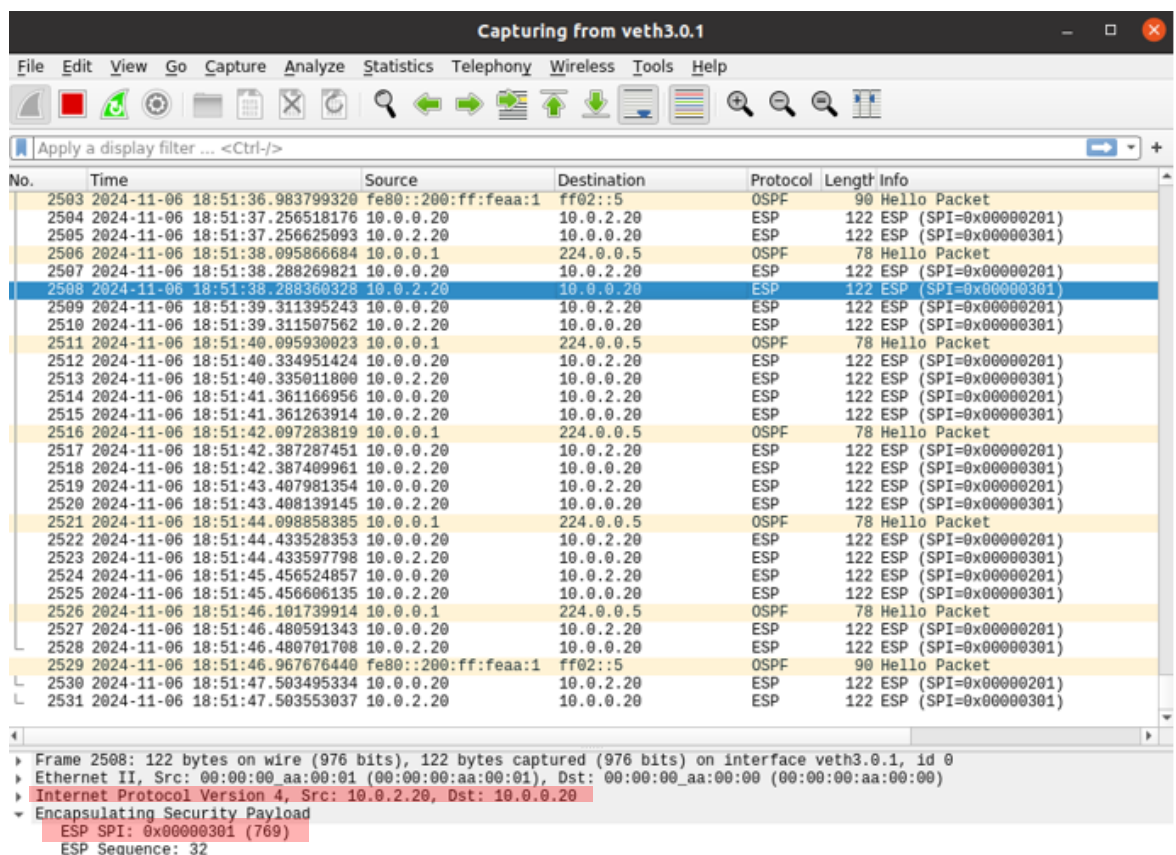 Capturing from veth3.0.1
File Edit View Go Capture Analyze Statistics Telephony Wireless Tools Help
Apply a display filter ... <Ctrl-/>
No. Time Source Destination Protocol Length Info
2503 2024-11-06 18:51:36.983799320 fe80::200:ff:feaa:1 ff02::5 OSPF 90 Hello Packet
2504 2024-11-06 18:51:37.256518176 10.0.0.20 10.0.2.20 ESP 122 ESP (SPI=0x00000201)
2505 2024-11-06 18:51:37.256625093 10.0.2.20 10.0.0.20 ESP 122 ESP (SPI=0x00000301)
2506 2024-11-06 18:51:38.095866684 10.0.0.1 224.0.0.5 OSPF 78 Hello Packet
2507 2024-11-06 18:51:38.288269821 10.0.0.20 10.0.2.20 ESP 122 ESP (SPI=0x00000201)
2508 2024-11-06 18:51:38.288360328 10.0.2.20 10.0.0.20 ESP 122 ESP (SPI=0x00000301)
2509 2024-11-06 18:51:39.311395243 10.0.0.20 10.0.2.20 ESP 122 ESP (SPI=0x00000201)
2510 2024-11-06 18:51:39.311507562 10.0.2.20 10.0.0.20 ESP 122 ESP (SPI=0x00000301)
2511 2024-11-06 18:51:40.095930023 10.0.0.1 224.0.0.5 OSPF 78 Hello Packet
2512 2024-11-06 18:51:40.334951424 10.0.0.20 10.0.2.20 ESP 122 ESP (SPI=0x00000201)
2513 2024-11-06 18:51:40.335011800 10.0.2.20 10.0.0.20 ESP 122 ESP (SPI=0x00000301)
2514 2024-11-06 18:51:41.361166956 10.0.0.20 10.0.2.20 ESP 122 ESP (SPI=0x00000201)
2515 2024-11-06 18:51:41.361263914 10.0.2.20 10.0.0.20 ESP 122 ESP (SPI=0x00000301)
2516 2024-11-06 18:51:42.097283819 10.0.0.1 224.0.0.5 OSPF 78 Hello Packet
2517 2024-11-06 18:51:42.387287451 10.0.0.20 10.0.2.20 ESP 122 ESP (SPI=0x00000201)
2518 2024-11-06 18:51:42.387409961 10.0.2.20 10.0.0.20 ESP 122 ESP (SPI=0x00000301)
2519 2024-11-06 18:51:43.407981354 10.0.0.20 10.0.2.20 ESP 122 ESP (SPI=0x00000201)
2520 2024-11-06 18:51:43.408139145 10.0.2.20 10.0.0.20 ESP 122 ESP (SPI=0x00000301)
2521 2024-11-06 18:51:44.098858385 10.0.0.1 224.0.0.5 OSPF 78 Hello Packet
2522 2024-11-06 18:51:44.433528353 10.0.0.20 10.0.2.20 ESP 122 ESP (SPI=0x00000201)
2523 2024-11-06 18:51:44.433597798 10.0.2.20 10.0.0.20 ESP 122 ESP (SPI=0x00000301)
2524 2024-11-06 18:51:45.456524857 10.0.0.20 10.0.2.20 ESP 122 ESP (SPI=0x00000201)
2525 2024-11-06 18:51:45.456606135 10.0.2.20 10.0.0.20 ESP 122 ESP (SPI=0x00000301)
2526 2024-11-06 18:51:46.101739914 10.0.0.1 224.0.0.5 OSPF 78 Hello Packet
2527 2024-11-06 18:51:46.480591343 10.0.0.20 10.0.2.20 ESP 122 ESP (SPI=0x00000201)
2528 2024-11-06 18:51:46.480701708 10.0.2.20 10.0.0.20 ESP 122 ESP (SPI=0x00000301)
2529 2024-11-06 18:51:46.967676440 fe80::200:ff:feaa:1 ff02::5 OSPF 90 Hello Packet
2530 2024-11-06 18:51:47.503495334 10.0.0.20 10.0.2.20 ESP 122 ESP (SPI=0x00000201)
2531 2024-11-06 18:51:47.503553037 10.0.2.20 10.0.0.20 ESP 122 ESP (SPI=0x00000301)
Frame 2508: 122 bytes on wire (976 bits), 122 bytes captured (976 bits) on interface veth3.0.1, id 0
Ethernet II, Src: 00:00:00_aa:00:01 (00:00:00:aa:00:01), Dst: 00:00:00_aa:00:00 (00:00:00:aa:00:00)
Internet Protocol Version 4, Src: 10.0.2.20, Dst: 10.0.0.20
Encapsulating Security Payload
ESP SPI: 0x00000301 (769)
ESP Sequence: 32